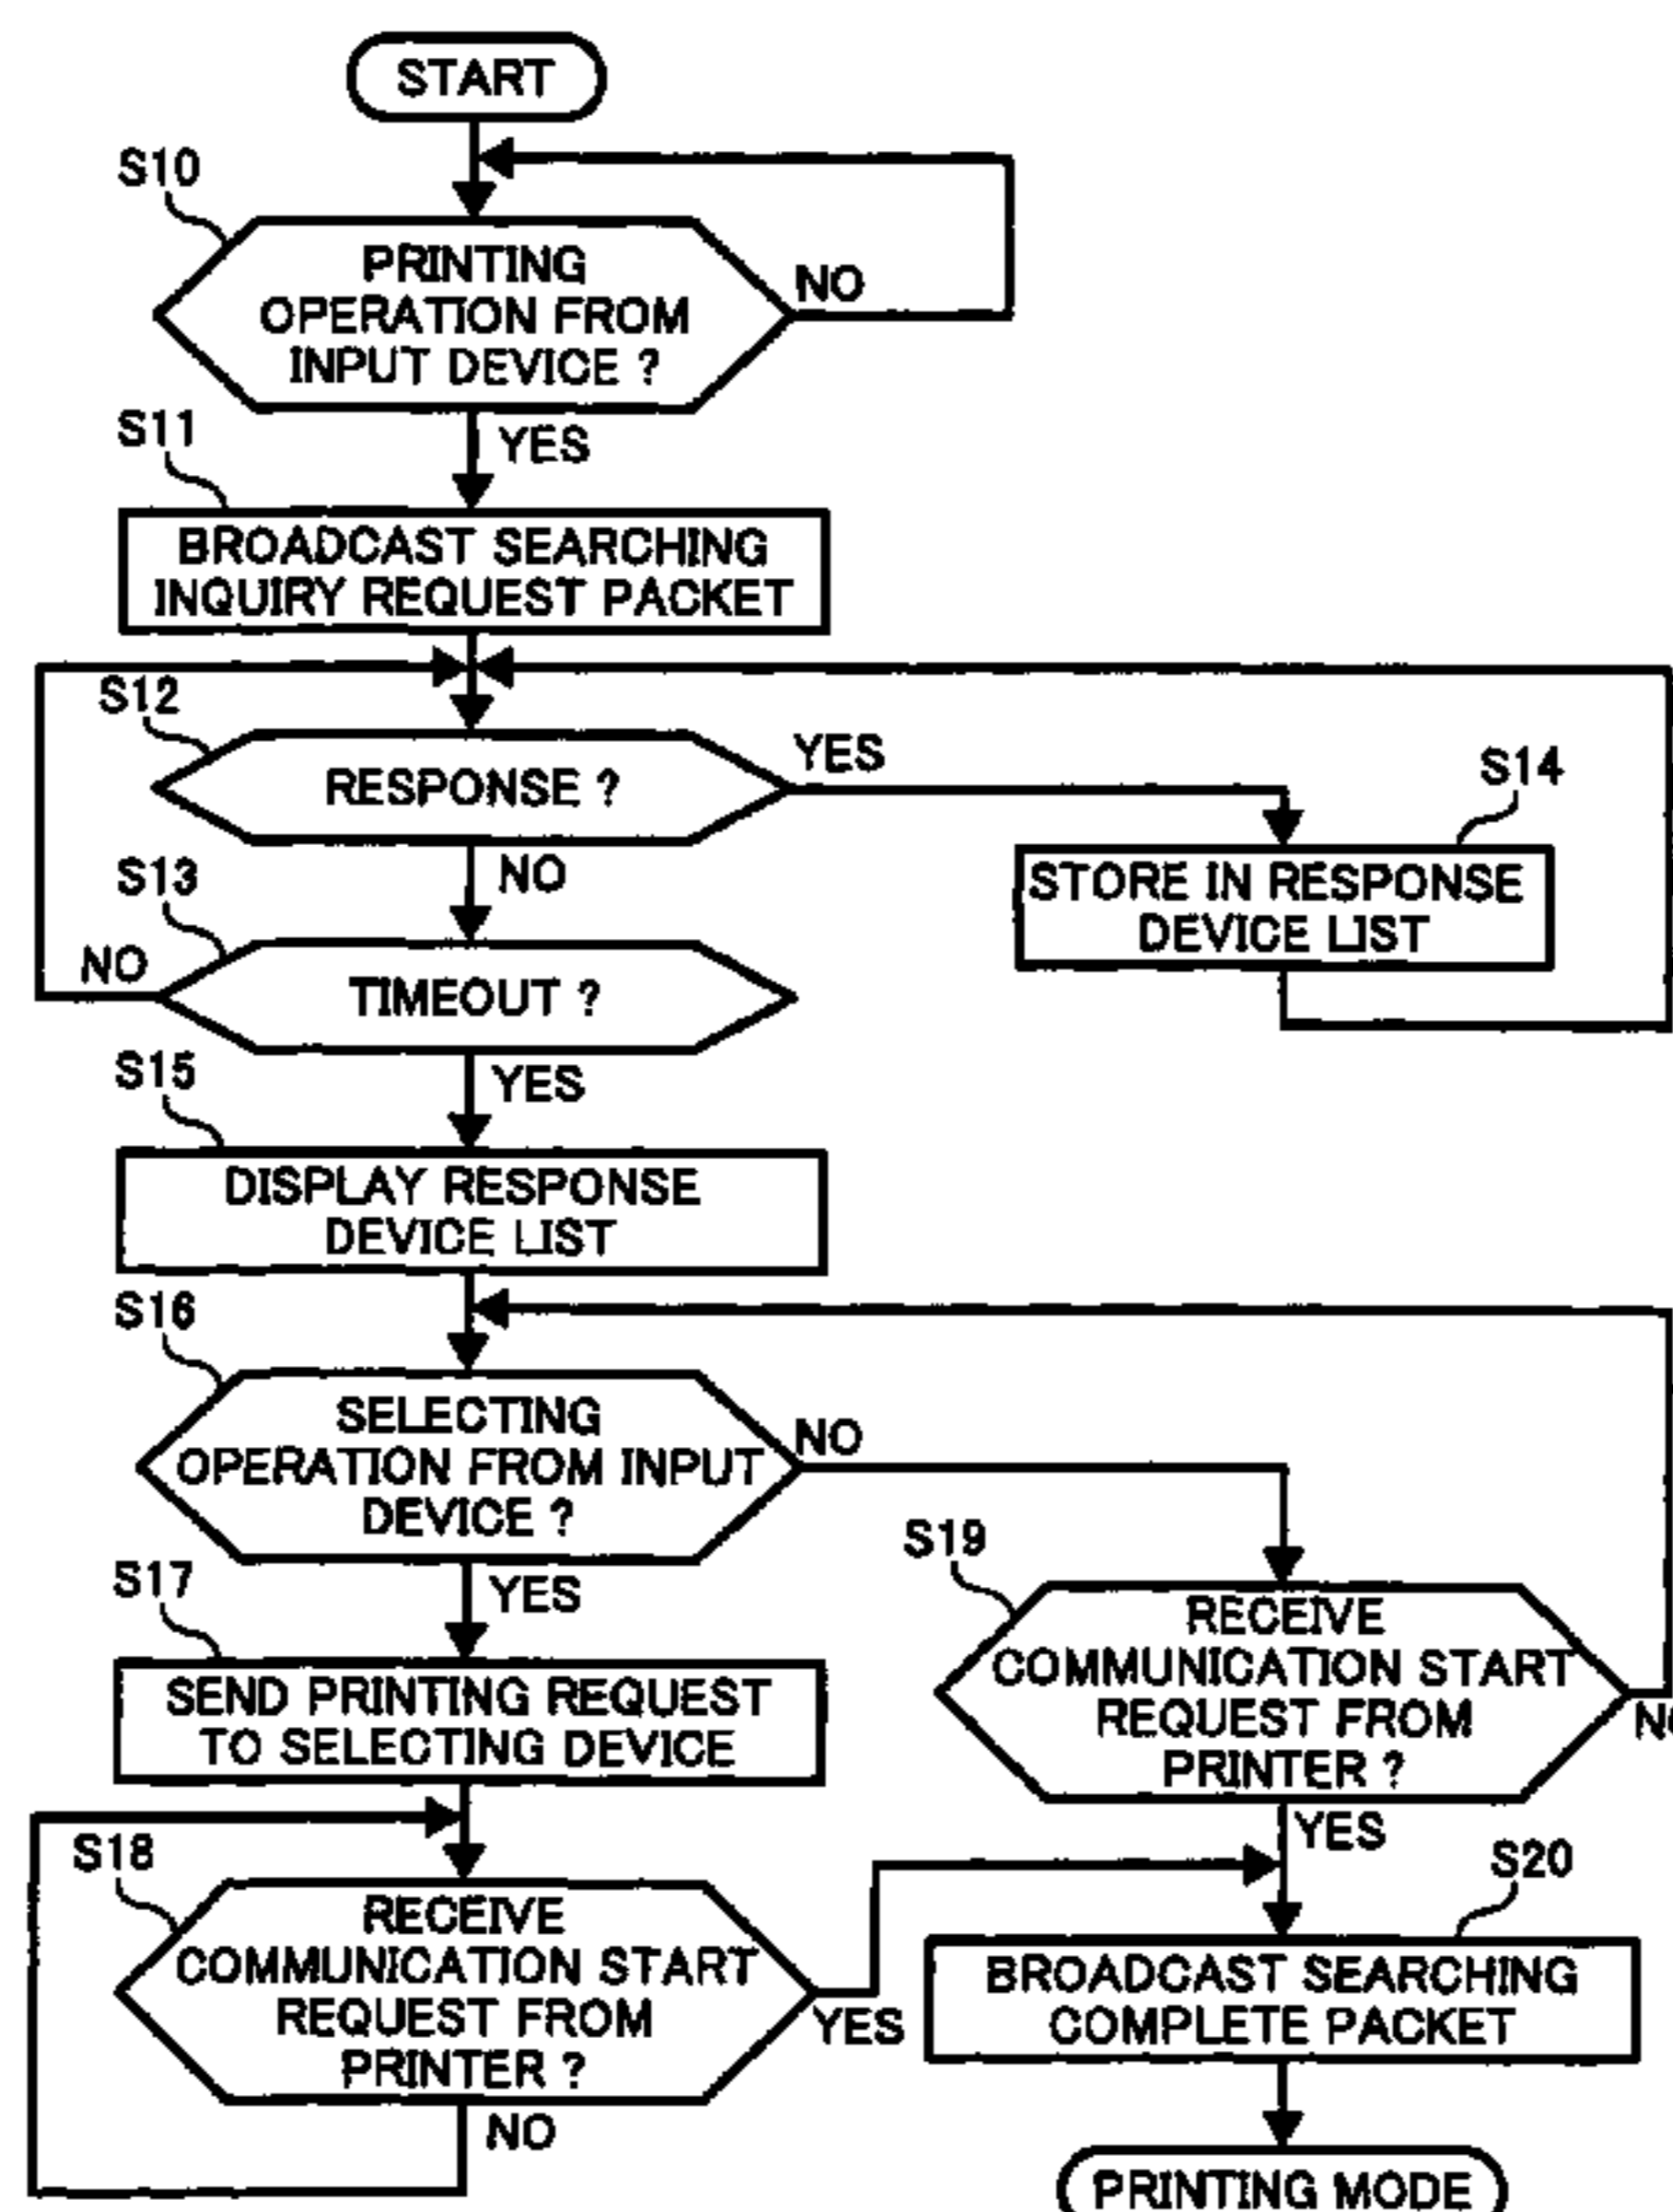 START
S10
PRINTING
OPERATION FROM
INPUT DEVICE ?
NO
YES
S11
BROADCAST SEARCHING
INQUIRY REQUEST PACKET
S12
RESPONSE ?
YES
NO
S14
STORE IN RESPONSE
DEVICE LIST
S13
TIMEOUT ?
NO
YES
S15
DISPLAY RESPONSE
DEVICE LIST
S16
SELECTING
OPERATION FROM INPUT
DEVICE ?
NO
YES
S17
SEND PRINTING REQUEST
TO SELECTING DEVICE
S19
RECEIVE
COMMUNICATION START
REQUEST FROM
PRINTER ?
NO
YES
S18
RECEIVE
COMMUNICATION START
REQUEST FROM
PRINTER ?
YES
NO
S20
BROADCAST SEARCHING
COMPLETE PACKET
PRINTING MODE